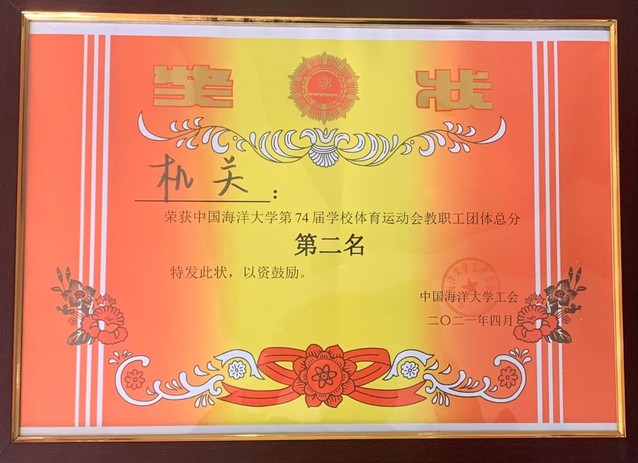 奖 状
机关：
荣获中国海洋大学第74届学校体育运动会教职工团体总分
第二名
特发此状，以资鼓励。
中国海洋大学工会
二〇二一年四月